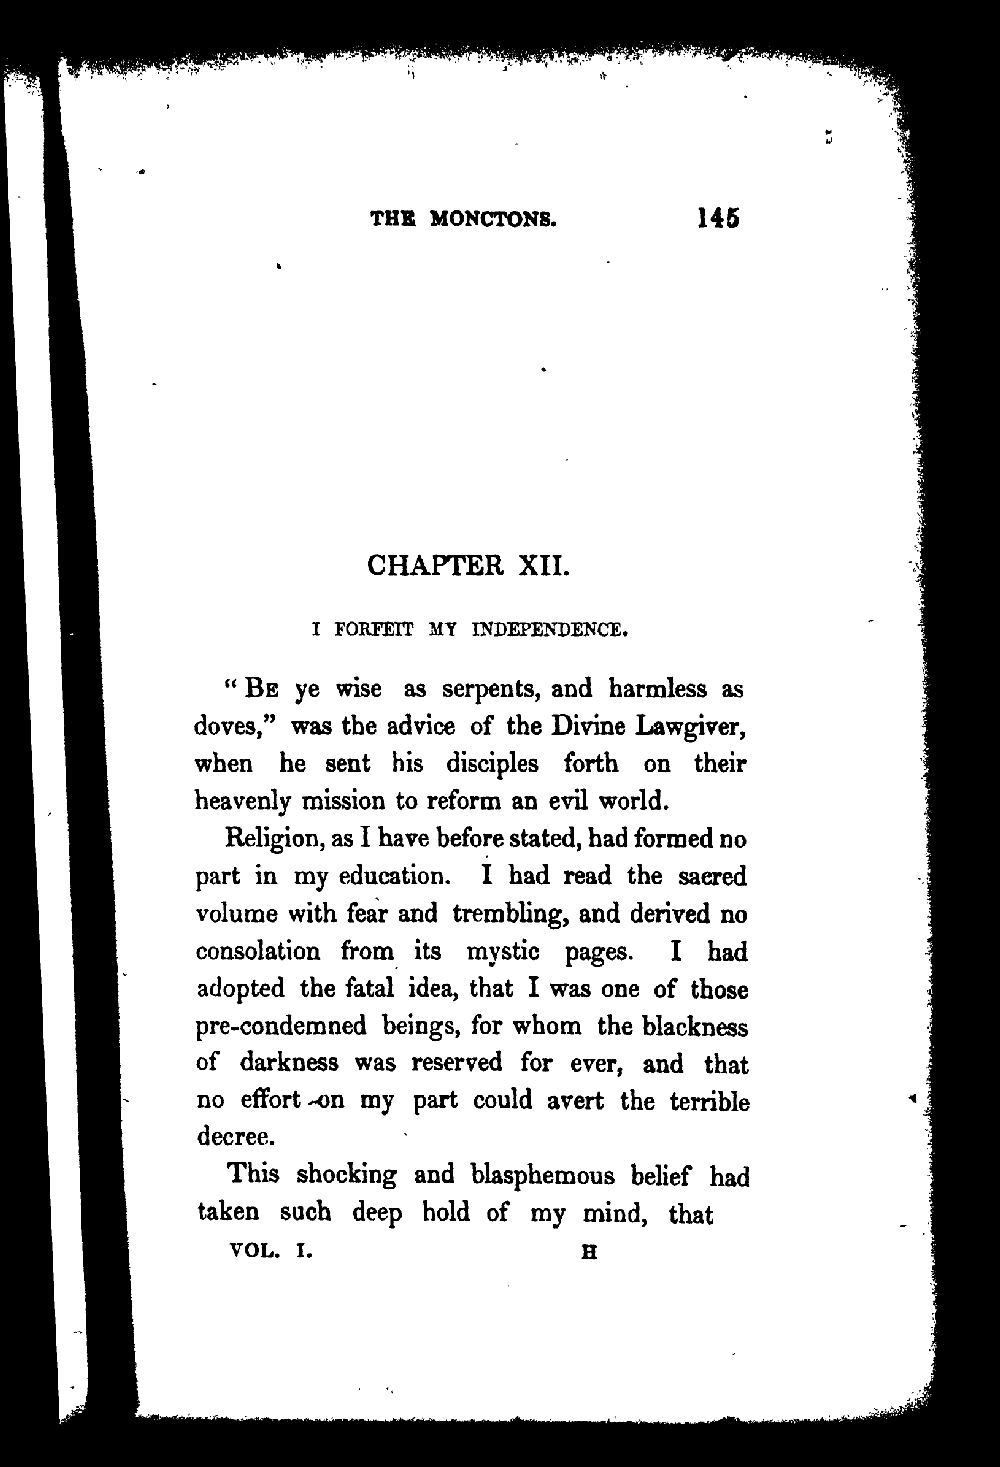 THE MONCTONS. 145
CHAPTER XII.
I FORFEIT MY INDEPENDENCE.
“ BE ye wise as serpents, and harmless as
doves,” was the advice of the Divine Lawgiver,
when he sent his disciples forth on their
heavenly mission to reform an evil world.
Religion, as I have before stated, had formed no
part in my education. I had read the sacred
volume with fear and trembling, and derived no
consolation from its mystic pages. I had
adopted the fatal idea, that I was one of those
pre-condemned beings, for whom the blackness
of darkness was reserved for ever, and that
no effort on my part could avert the terrible
decree.
This shocking and blasphemous belief had
taken such deep hold of my mind, that
VOL. I. H